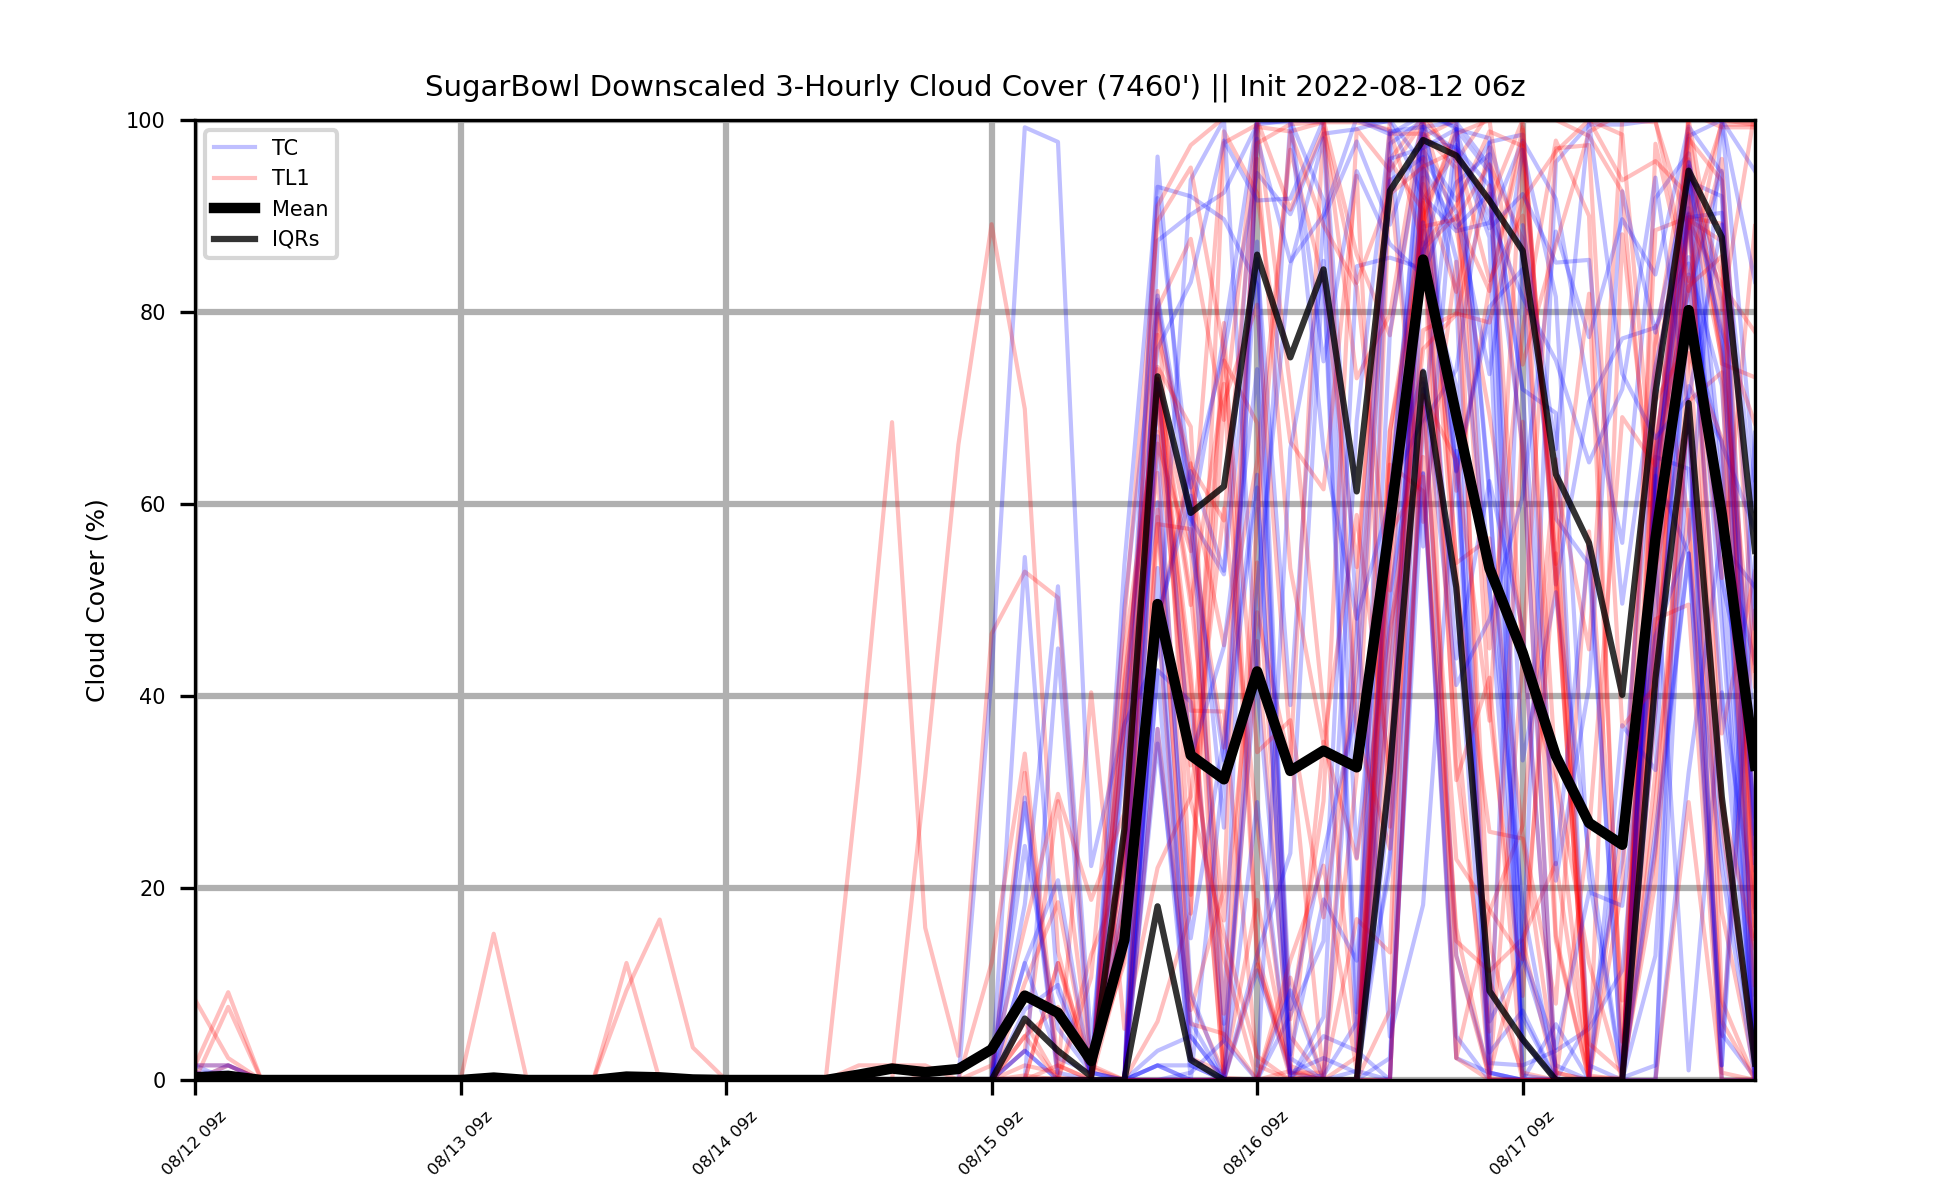 SugarBowl Downscaled 3-Hourly Cloud Cover (7460') || Init 2022-08-12 06z
Cloud Cover (%)
100
80
60
40
20
0
TC
TL1
Mean
IQRs
08/12 09z
08/13 09z
08/14 09z
08/15 09z
08/16 09z
08/17 09z